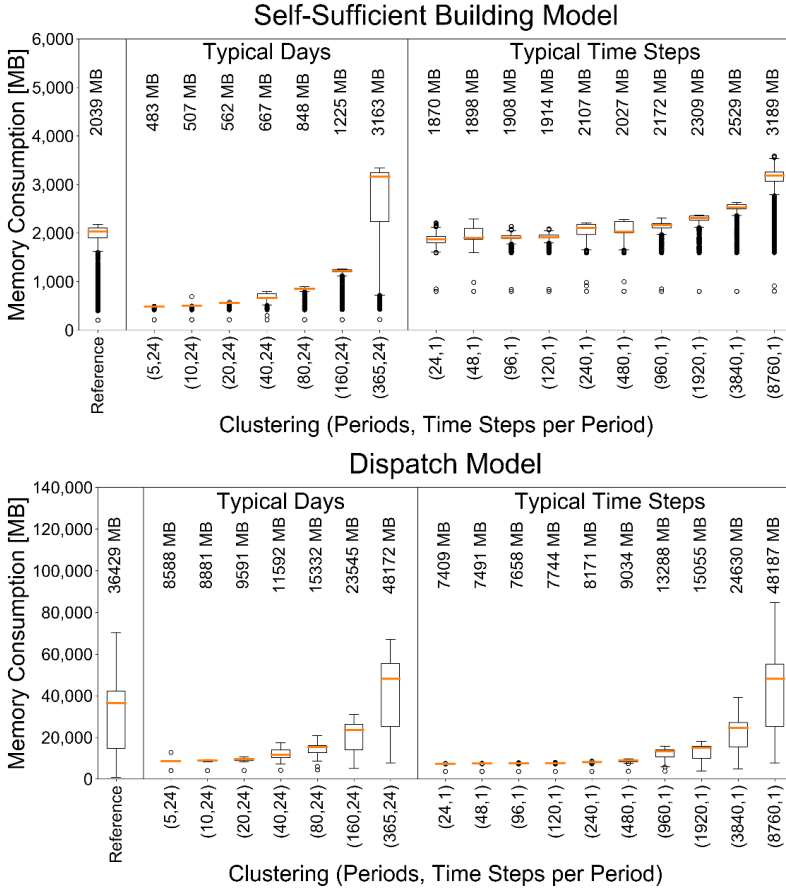 Self-Sufficient Building Model
Memory Consumption [MB]
6,000
5,000
4,000
3,000
2,000
1,000
0
Typical Days
Typical Time Steps
2039 MB
483 MB
507 MB
562 MB
667 MB
848 MB
1225 MB
3163 MB
1870 MB
1898 MB
1908 MB
1914 MB
2107 MB
2027 MB
2172 MB
2309 MB
2529 MB
3189 MB
Reference
(5,24)
(10,24)
(20,24)
(40,24)
(80,24)
(160,24)
(365,24)
(24,1)
(48,1)
(96,1)
(120,1)
(240,1)
(480,1)
(960,1)
(1920,1)
(3840,1)
(8760,1)
Clustering (Periods, Time Steps per Period)
Dispatch Model
Memory Consumption [MB]
140,000
120,000
100,000
80,000
60,000
40,000
20,000
0
Typical Days
Typical Time Steps
36429 MB
8588 MB
8881 MB
9591 MB
11592 MB
15332 MB
23545 MB
48172 MB
7409 MB
7491 MB
7658 MB
7744 MB
8171 MB
9034 MB
13288 MB
15055 MB
24630 MB
48187 MB
Reference
(5,24)
(10,24)
(20,24)
(40,24)
(80,24)
(160,24)
(365,24)
(24,1)
(48,1)
(96,1)
(120,1)
(240,1)
(480,1)
(960,1)
(1920,1)
(3840,1)
(8760,1)
Clustering (Periods, Time Steps per Period)